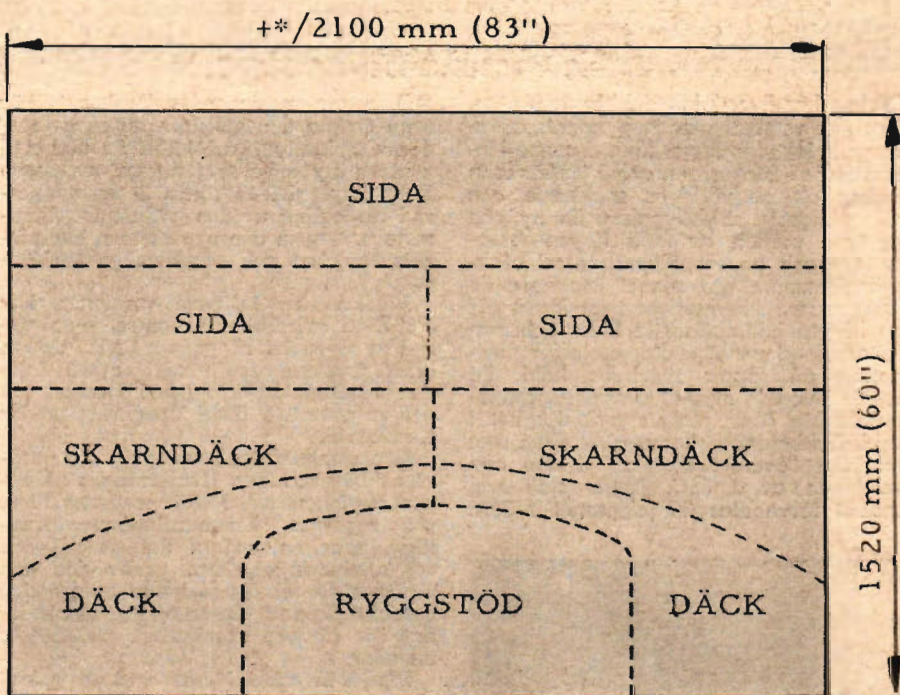 +*/2100 mm (83")
SIDA
SIDA SIDA
1520 mm (60")
SKARNDÄCK SKARNDÄCK
DÄCK RYGGSTÖD DÄCK